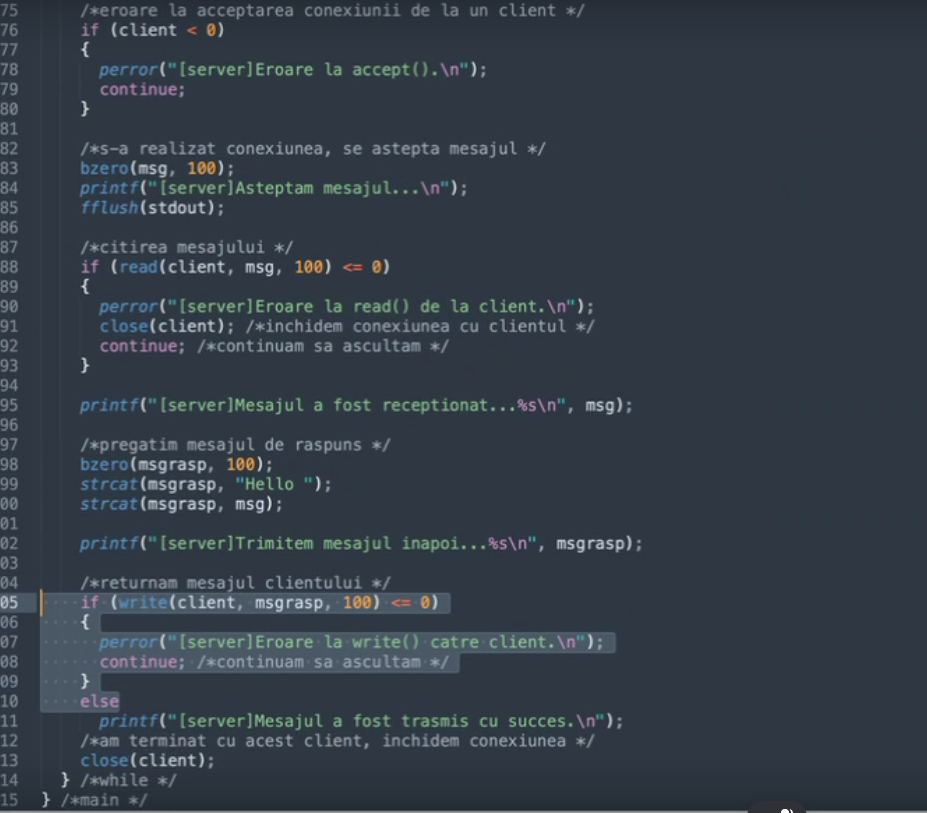 75 /*eroare la acceptarea conexiunii de la un client */
76 if (client < 0)
77 {
78 perror("[server]Eroare la accept().\n");
79 continue;
80 }
81
82 /*s-a realizat conexiunea, se astepta mesajul */
83 bzero(msg, 100);
84 printf("[server]Asteptam mesajul...\n");
85 fflush(stdout);
86
87 /*citirea mesajului */
88 if (read(client, msg, 100) <= 0)
89 {
90 perror("[server]Eroare la read() de la client.\n");
91 close(client); /*inchidem conexiunea cu clientul */
92 continue; /*continuam sa ascultam */
93 }
94
95 printf("[server]Mesajul a fost receptionat...%s\n", msg);
96
97 /*pregatim mesajul de raspuns */
98 bzero(msgrasp, 100);
99 strcat(msgrasp, "Hello ");
00 strcat(msgrasp, msg);
01
02 printf("[server]Trimitem mesajul inapoi...%s\n", msgrasp);
03
04 /*returnam mesajul clientului */
05 if (write(client, msgrasp, 100) <= 0)
06 {
07 perror("[server]Eroare la write() catre client.\n");
08 continue; /*continuam sa ascultam */
09 }
10 else
11 printf("[server]Mesajul a fost trasmis cu succes.\n");
12 /*am terminat cu acest client, inchidem conexiunea */
13 close(client);
14 } /*while */
15 } /*main */